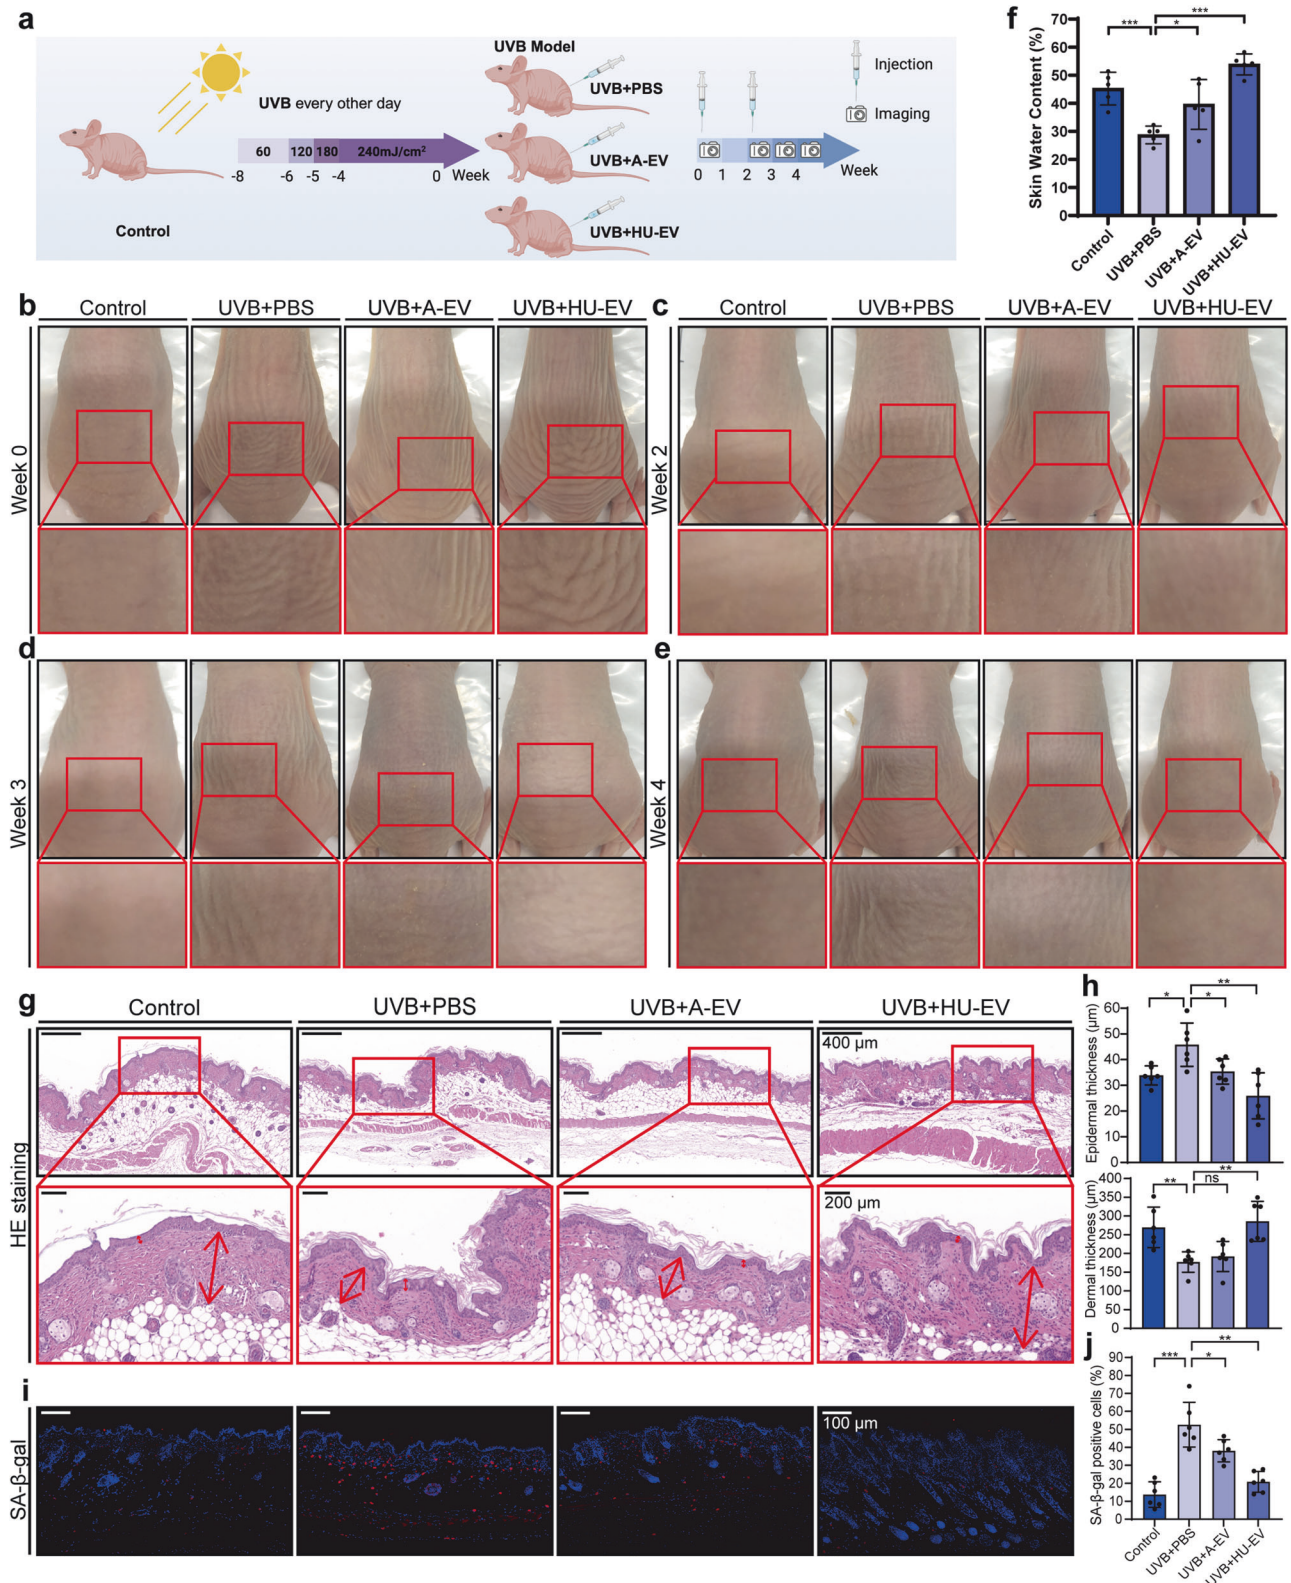 a
UVB Model
UVB every other day
UVB+PBS
UVB+A-EV
UVB+HU-EV
60 120 180 240mJ/cm²
-8 -6 -5 -4 0 Week
Control
0 1 2 3 4 Week
Injection
Imaging
f
Skin Water Content (%)
70
60
50
40
30
20
10
0
*** * ***
Control UVB+PBS UVB+A-EV UVB+HU-EV
b Control UVB+PBS UVB+A-EV UVB+HU-EV
Week 0
c Control UVB+PBS UVB+A-EV UVB+HU-EV
Week 2
d
Week 3
e
Week 4
g Control UVB+PBS UVB+A-EV UVB+HU-EV
HE staining
400 µm
200 µm
h
Epidermal thickness (µm)
60
50
40
30
20
10
0
* * **
Dermal thickness (µm)
400
350
300
250
200
150
100
50
0
** ns **
i
SA-β-gal
100 µm
j
SA-β-gal positive cells (%)
90
80
70
60
50
40
30
20
10
0
*** * **
Control UVB+PBS UVB+A-EV UVB+HU-EV